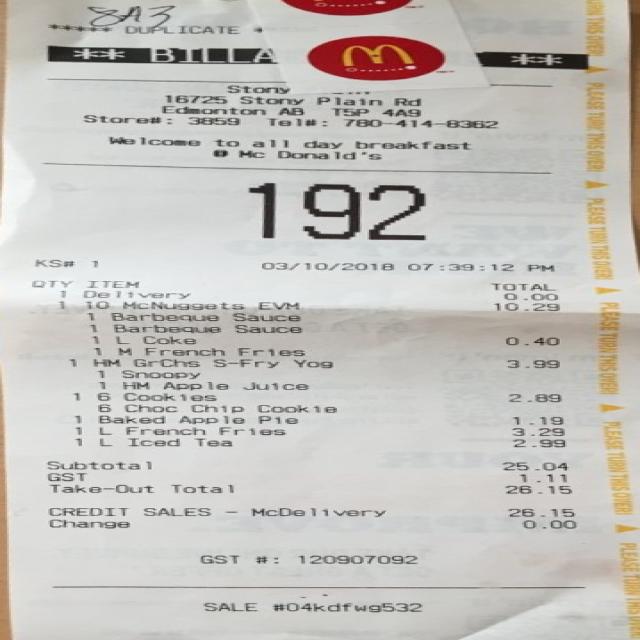 8A3
***** DUPLICATE *
** BILLA **
Stony
18725 Stony Plain Rd
Edmonton AB T5P 4A9
Store#: 3859 Tel#: 780-414-8362
Welcome to all day breakfast
@ Mc Donald's
192
KS# 1 03/10/2018 07:39:12 PM
QTY ITEM TOTAL
1 Delivery 0.00
1 10 McNuggets EVM 10.29
1 Barbeque Sauce
1 Barbeque Sauce
1 L Coke 0.40
1 M French Fries
1 HM GrChs S-Fry Yog 3.99
1 Snoopy
1 HM Apple Juice
1 6 Cookies 2.89
6 Choc Chip Cookie
1 Baked Apple Pie 1.19
1 L French Fries 3.29
1 L Iced Tea 2.99
Subtotal 25.04
GST 1.11
Take-Out Total 26.15
CREDIT SALES - McDelivery 26.15
Change 0.00
GST #: 120907092
SALE #04kdfwg532
PLEASE TURN THIS OVER
PLEASE TURN THIS OVER
PLEASE TURN THIS OVER
PLEASE TURN THIS OVER
PLEASE TURN THIS OVER